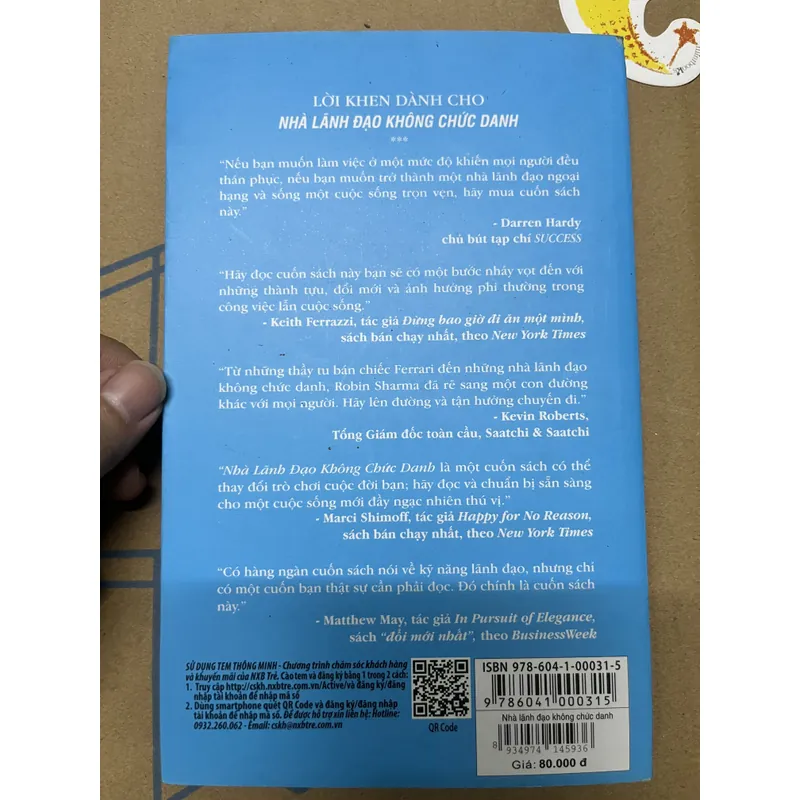 LỜI KHEN DÀNH CHO
NHÀ LÃNH ĐẠO KHÔNG CHỨC DANH
***
“Nếu bạn muốn làm việc ở một mức độ khiến mọi người đều
thán phục, nếu bạn muốn trở thành một nhà lãnh đạo ngoại
hạng và sống một cuộc sống trọn vẹn, hãy mua cuốn sách
này.”
- Darren Hardy
chủ bút tạp chí SUCCESS
“Hãy đọc cuốn sách này bạn sẽ có một bước nhảy vọt đến với
những thành tựu, đổi mới và ảnh hưởng phi thường trong
công việc lẫn cuộc sống.”
- Keith Ferrazzi, tác giả Đừng bao giờ đi ăn một mình,
sách bán chạy nhất, theo New York Times
“Từ những thầy tu bán chiếc Ferrari đến những nhà lãnh đạo
không chức danh, Robin Sharma đã rẽ sang một con đường
khác với mọi người. Hãy lên đường và tận hưởng chuyến đi.”
- Kevin Roberts,
Tổng Giám đốc toàn cầu, Saatchi & Saatchi
“Nhà Lãnh Đạo Không Chức Danh là một cuốn sách có thể
thay đổi trò chơi cuộc đời bạn; hãy đọc và chuẩn bị sẵn sàng
cho một cuộc sống mới đầy ngạc nhiên thú vị.”
- Marci Shimoff, tác giả Happy for No Reason,
sách bán chạy nhất, theo New York Times
“Có hàng ngàn cuốn sách nói về kỹ năng lãnh đạo, nhưng chỉ
có một cuốn bạn thật sự cần phải đọc. Đó chính là cuốn sách
này.”
- Matthew May, tác giả In Pursuit of Elegance,
sách “đổi mới nhất”, theo BusinessWeek
SỬ DỤNG TEM THÔNG MINH - Chương trình chăm sóc khách hàng
và khuyến mãi của NXB Trẻ. Cào tem và đăng ký bằng 1 trong 2 cách:
1. Truy cập http://cskh.nxbtre.com.vn/Active/và đăng ký/đăng
nhập tài khoản để nhập mã số
2. Dùng smartphone quét QR Code và đăng ký/đăng nhập
tài khoản để nhập mã số. Để được hỗ trợ xin liên hệ: Hotline:
0932.260.062 - Email: cskh@nxbtre.com.vn
QR Code
ISBN 978-604-1-00031-5
9 786041 000315
Nhà lãnh đạo không chức danh
8 934974 145936
Giá: 80.000 đ